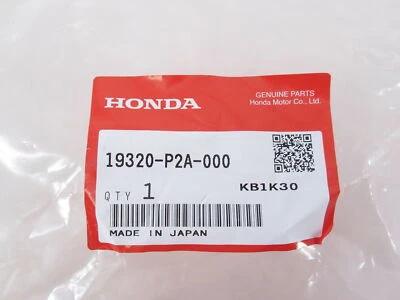 GENUINE PARTS
HONDA
Honda Motor Co., Ltd.
19320-P2A-000
QTY 1
KB1K30
MADE IN JAPAN